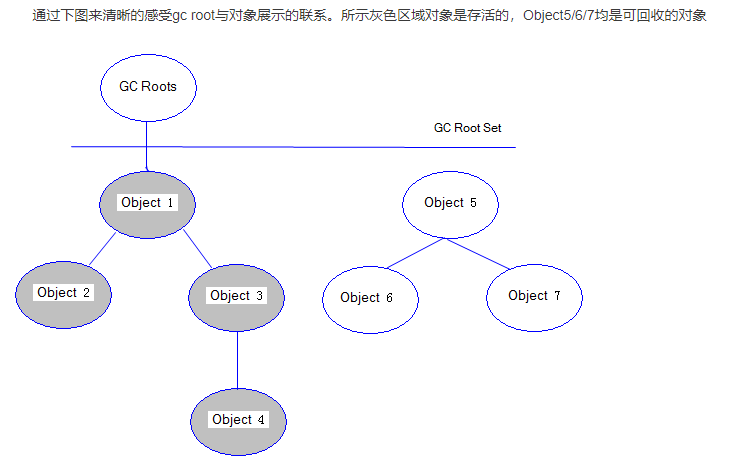 通过下图来清晰的感受gc root与对象展示的联系。所示灰色区域对象是存活的，Object5/6/7均是可回收的对象
GC Roots
GC Root Set
Object 1
Object 5
Object 2
Object 3
Object 6
Object 7
Object 4